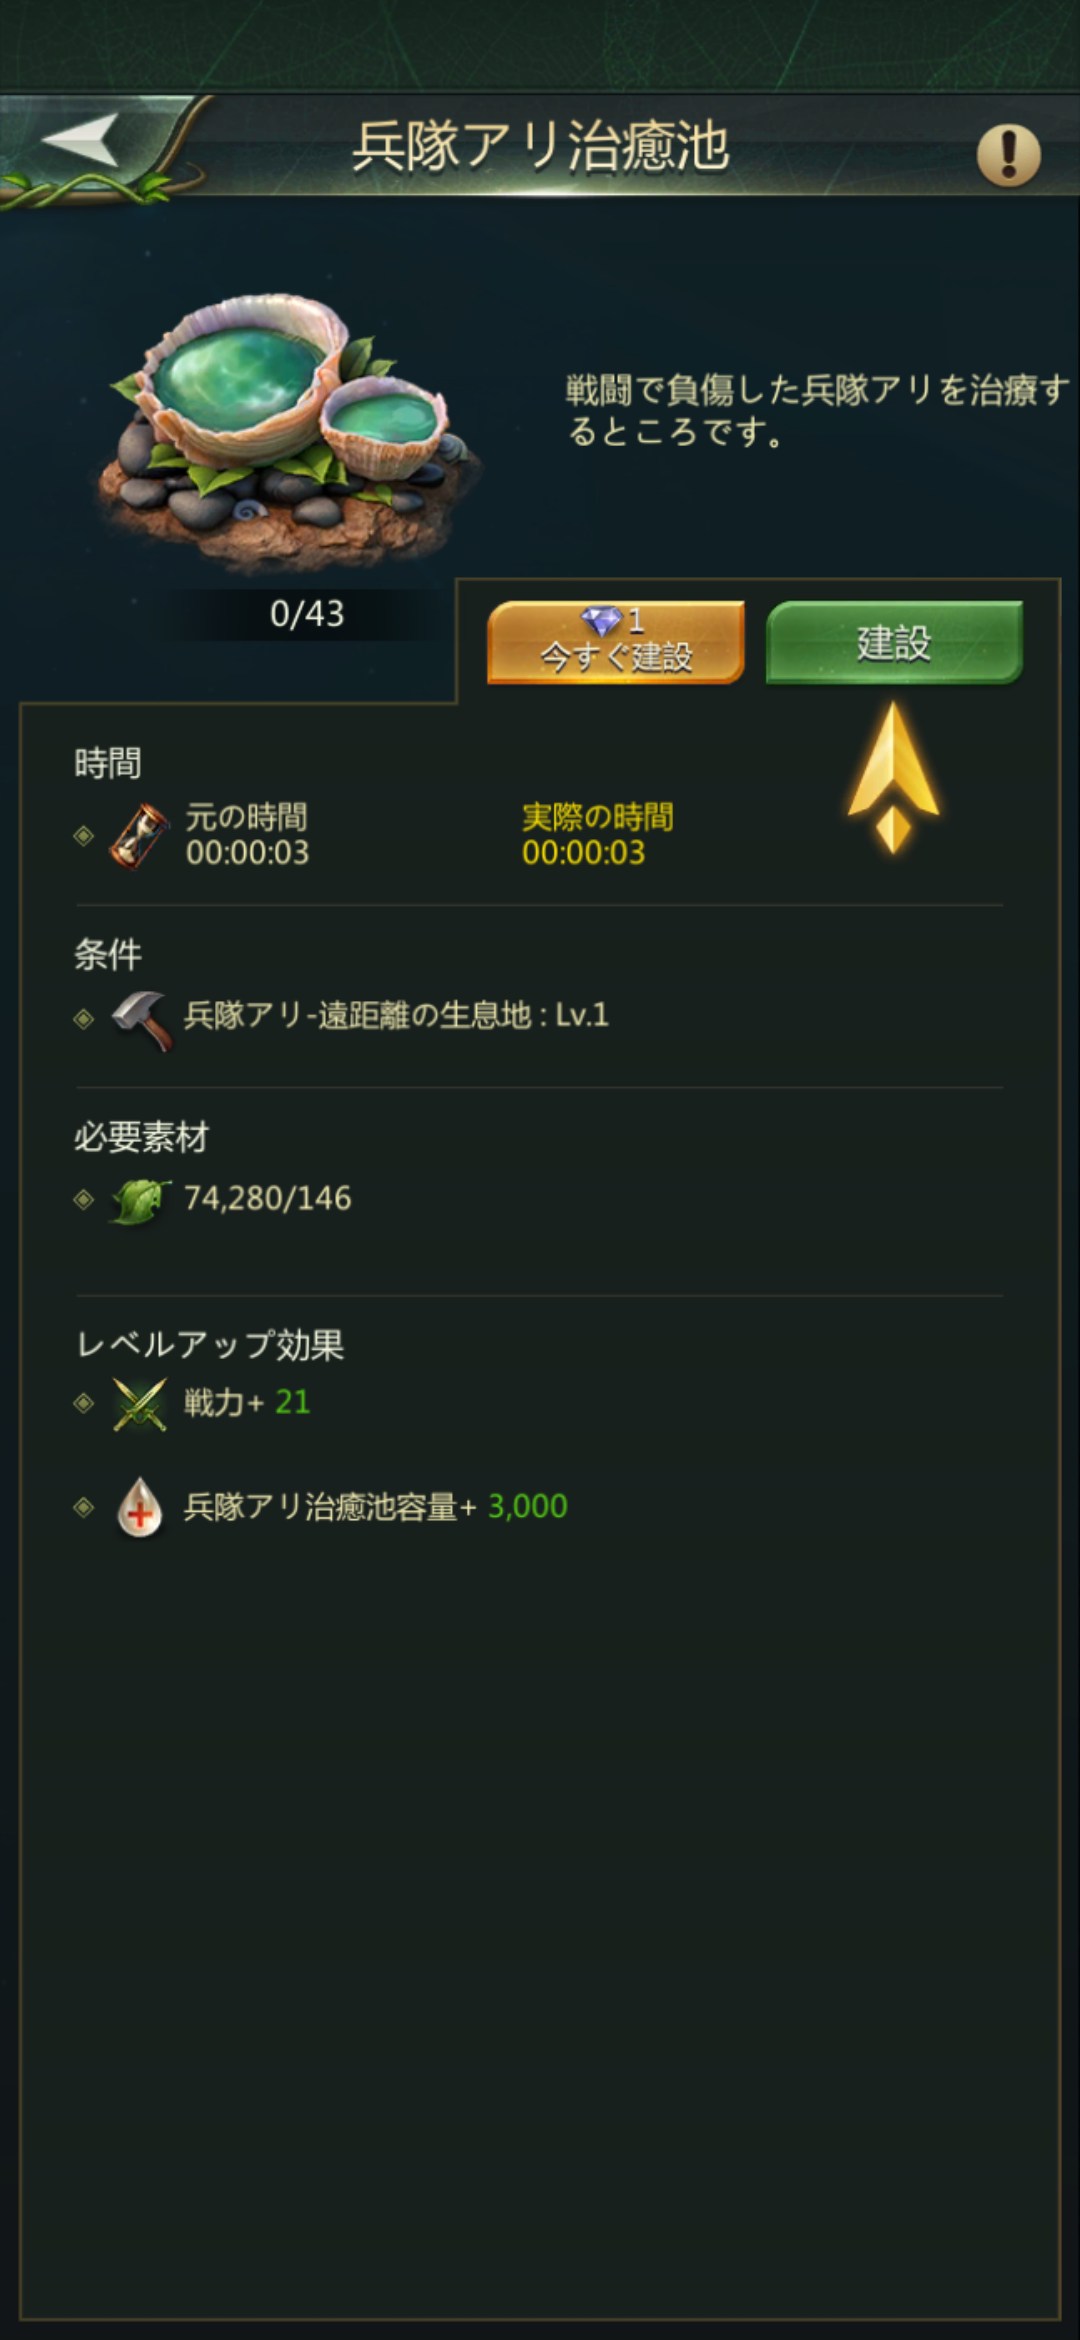 兵隊アリ治癒池
戦闘で負傷した兵隊アリを治療す
るところです。
0/43
1
今すぐ建設
建設
時間
元の時間
00:00:03
実際の時間
00:00:03
条件
兵隊アリ-遠距離の生息地 : Lv.1
必要素材
74,280/146
レベルアップ効果
戦力+ 21
兵隊アリ治癒池容量+ 3,000